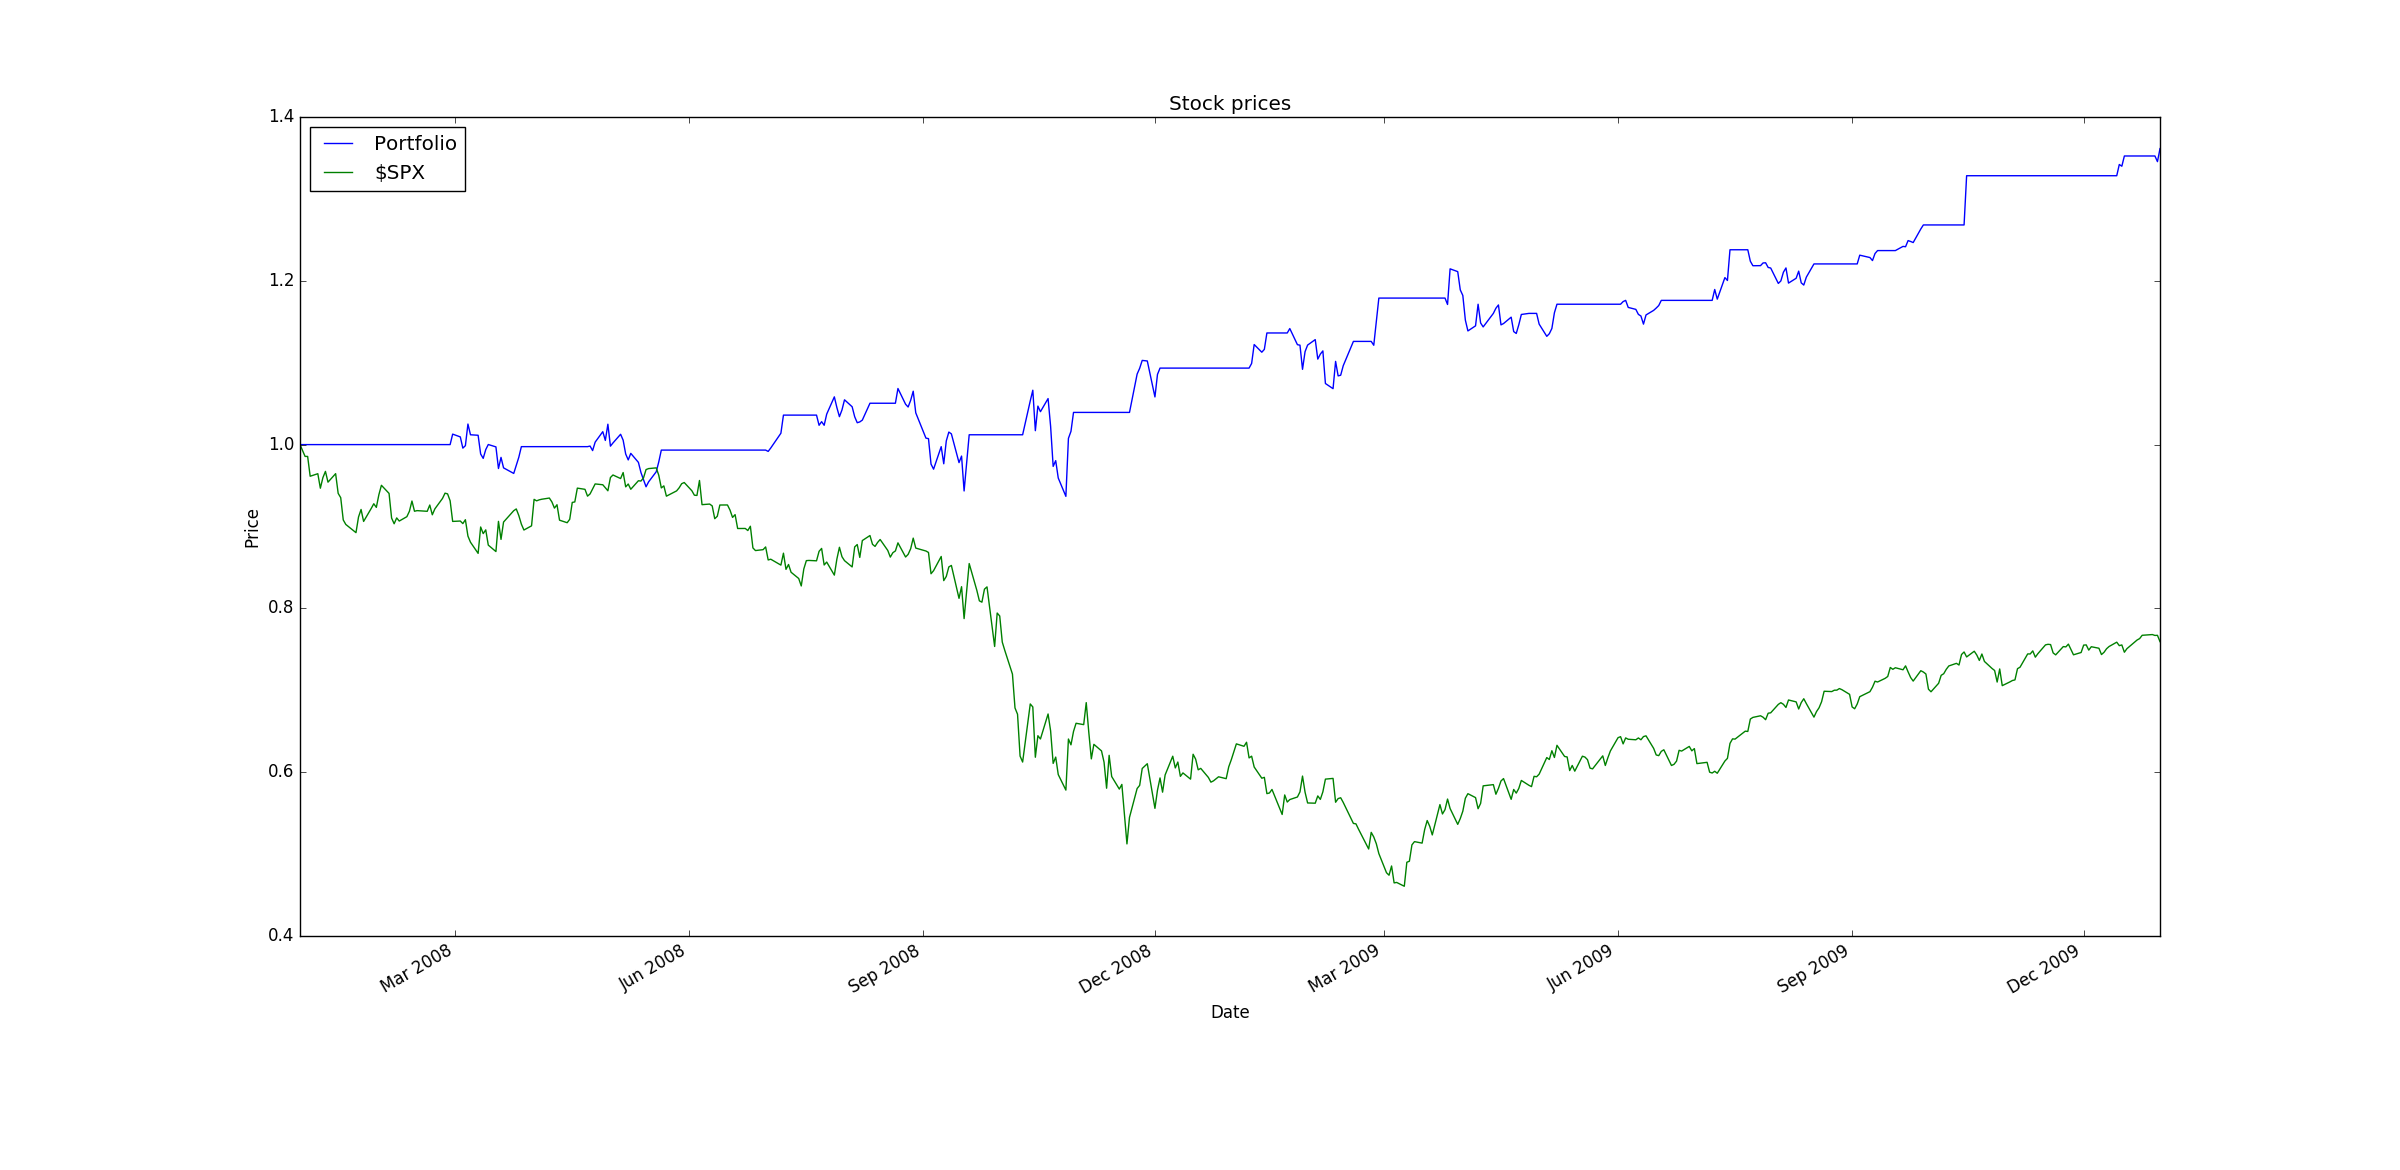 Stock prices
1.4
1.2
1.0
0.8
0.6
0.4
Portfolio
$SPX
Price
Mar 2008
Jun 2008
Sep 2008
Dec 2008
Mar 2009
Jun 2009
Sep 2009
Dec 2009
Date